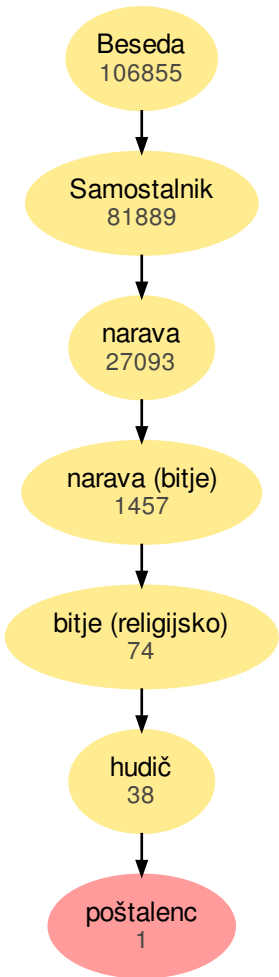 Beseda
106855
Samostalnik
81889
narava
27093
narava (bitje)
1457
bitje (religijsko)
74
hudič
38
poštalenc
1